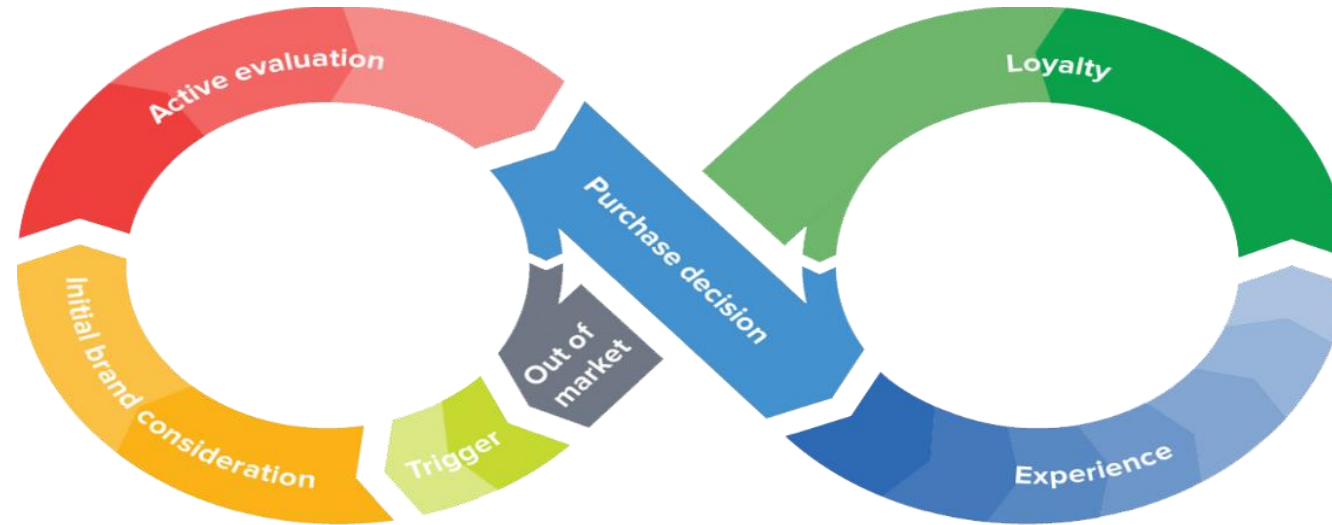 Active evaluation
Loyalty
Purchase decision
Initial brand consideration
Out of
market
Trigger
Experience